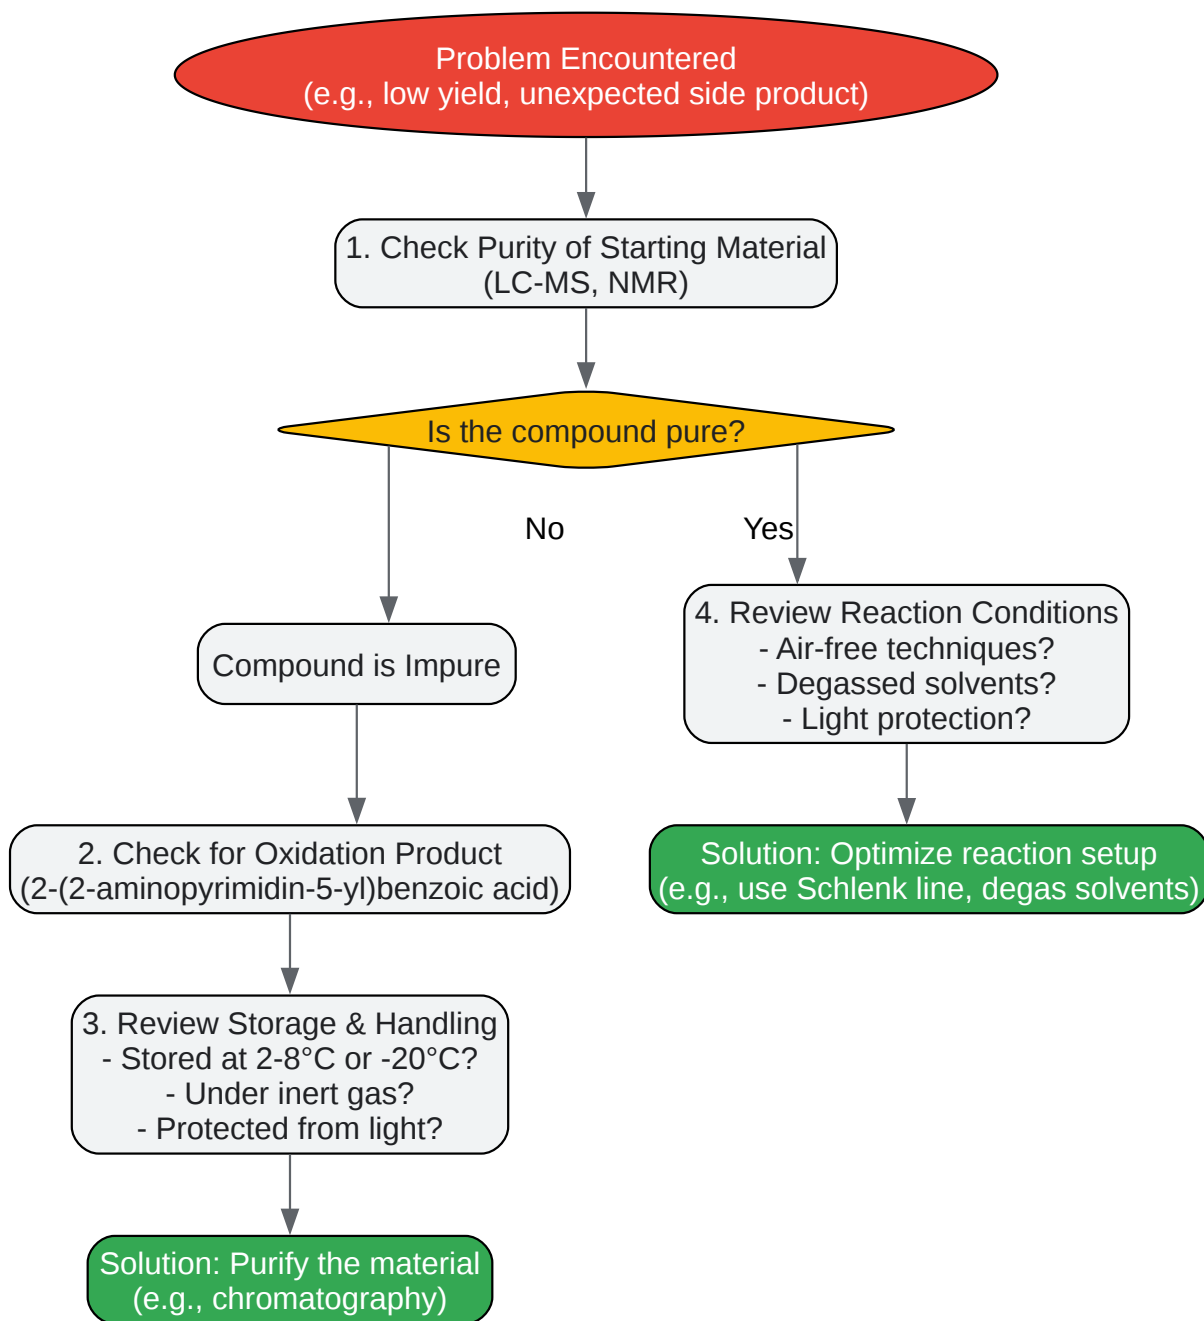 Problem Encountered
(e.g., low yield, unexpected side product)
1. Check Purity of Starting Material
(LC-MS, NMR)
Is the compound pure?
No
Yes
Compound is Impure
4. Review Reaction Conditions
- Air-free techniques?
- Degassed solvents?
- Light protection?
2. Check for Oxidation Product
(2-(2-aminopyrimidin-5-yl)benzoic acid)
Solution: Optimize reaction setup
(e.g., use Schlenk line, degas solvents)
3. Review Storage & Handling
- Stored at 2-8°C or -20°C?
- Under inert gas?
- Protected from light?
Solution: Purify the material
(e.g., chromatography)